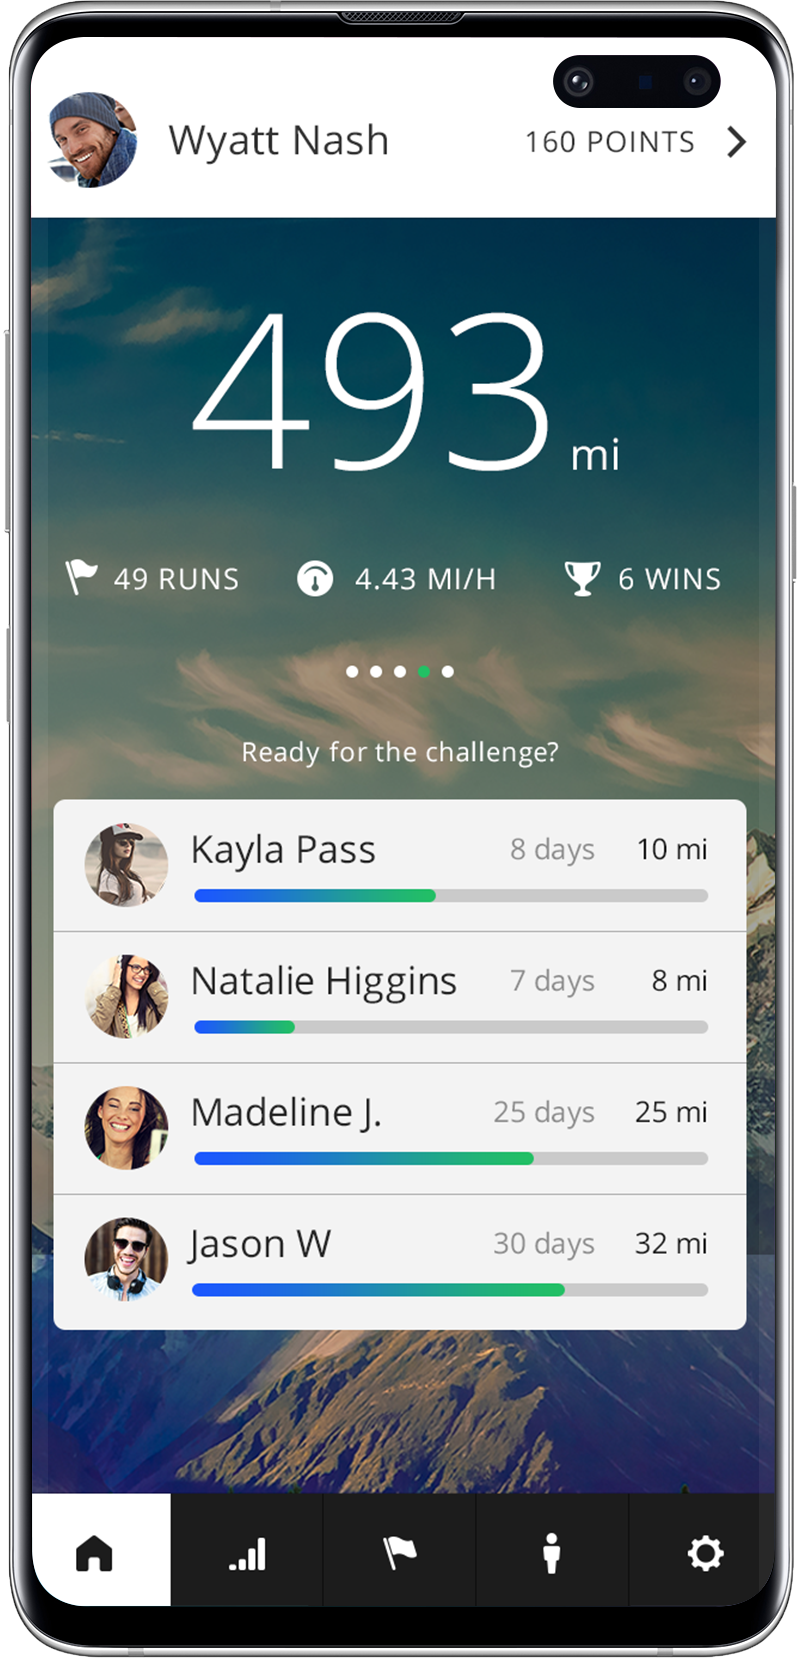 Wyatt Nash 160 POINTS
493 mi
49 RUNS 4.43 MI/H 6 WINS
Ready for the challenge?
Kayla Pass 8 days 10 mi
Natalie Higgins 7 days 8 mi
Madeline J. 25 days 25 mi
Jason W 30 days 32 mi